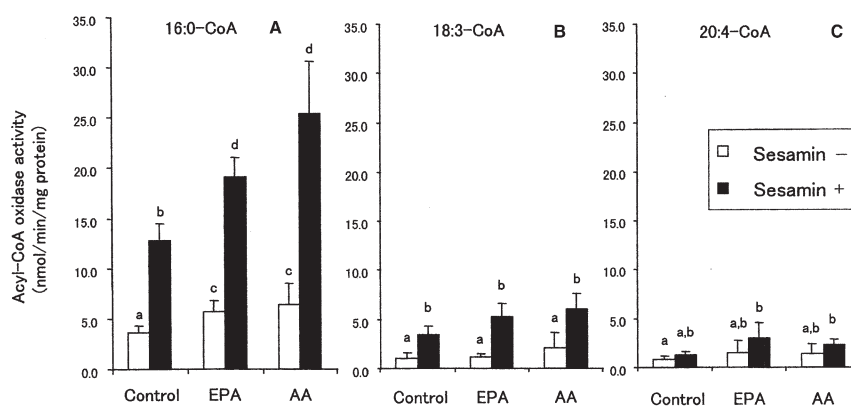 16:0-CoA A
35.0
30.0
25.0
20.0
15.0
10.0
5.0
0.0
Acyl-CoA oxidase activity
(nmol/min/mg protein)
a
b
c
d
c
d
Control EPA AA
18:3-CoA B
35.0
30.0
25.0
20.0
15.0
10.0
5.0
0.0
a
b
a
b
a
b
Control EPA AA
20:4-CoA C
35.0
30.0
25.0
20.0
15.0
10.0
5.0
0.0
a
a,b
a,b
b
a,b
a,b
Control EPA AA
Sesamin −
Sesamin +